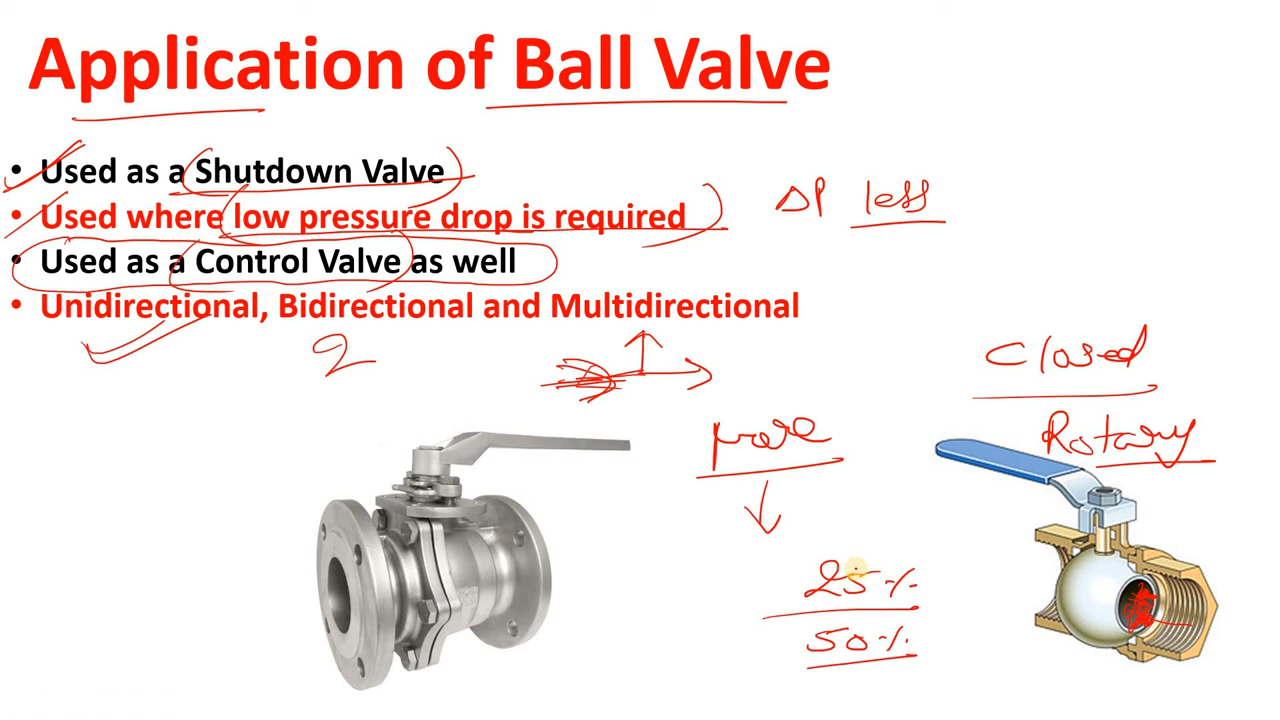 Application of Ball Valve
• Used as a Shutdown Valve
• Used where low pressure drop is required
ΔP less
• Used as a Control Valve as well
• Unidirectional, Bidirectional and Multidirectional
2
Closed
Rotary
more
25%
50%